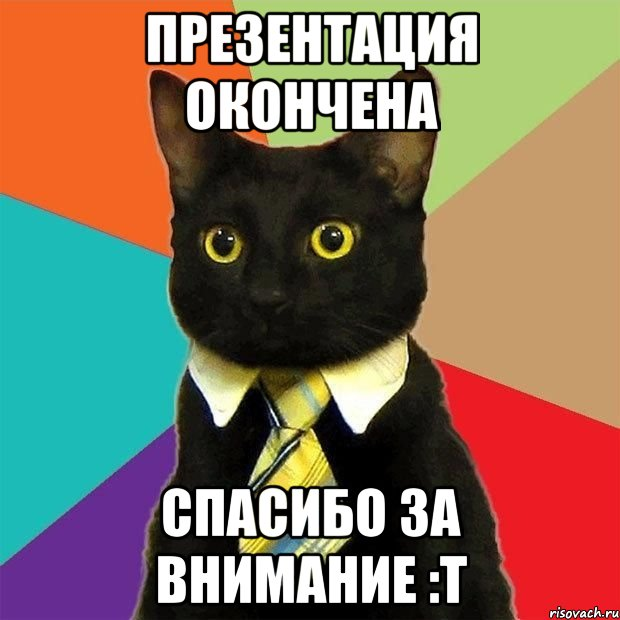 ПРЕЗЕНТАЦИЯ
ОКОНЧЕНА
СПАСИБО ЗА
ВНИМАНИЕ :Т
risovach.ru